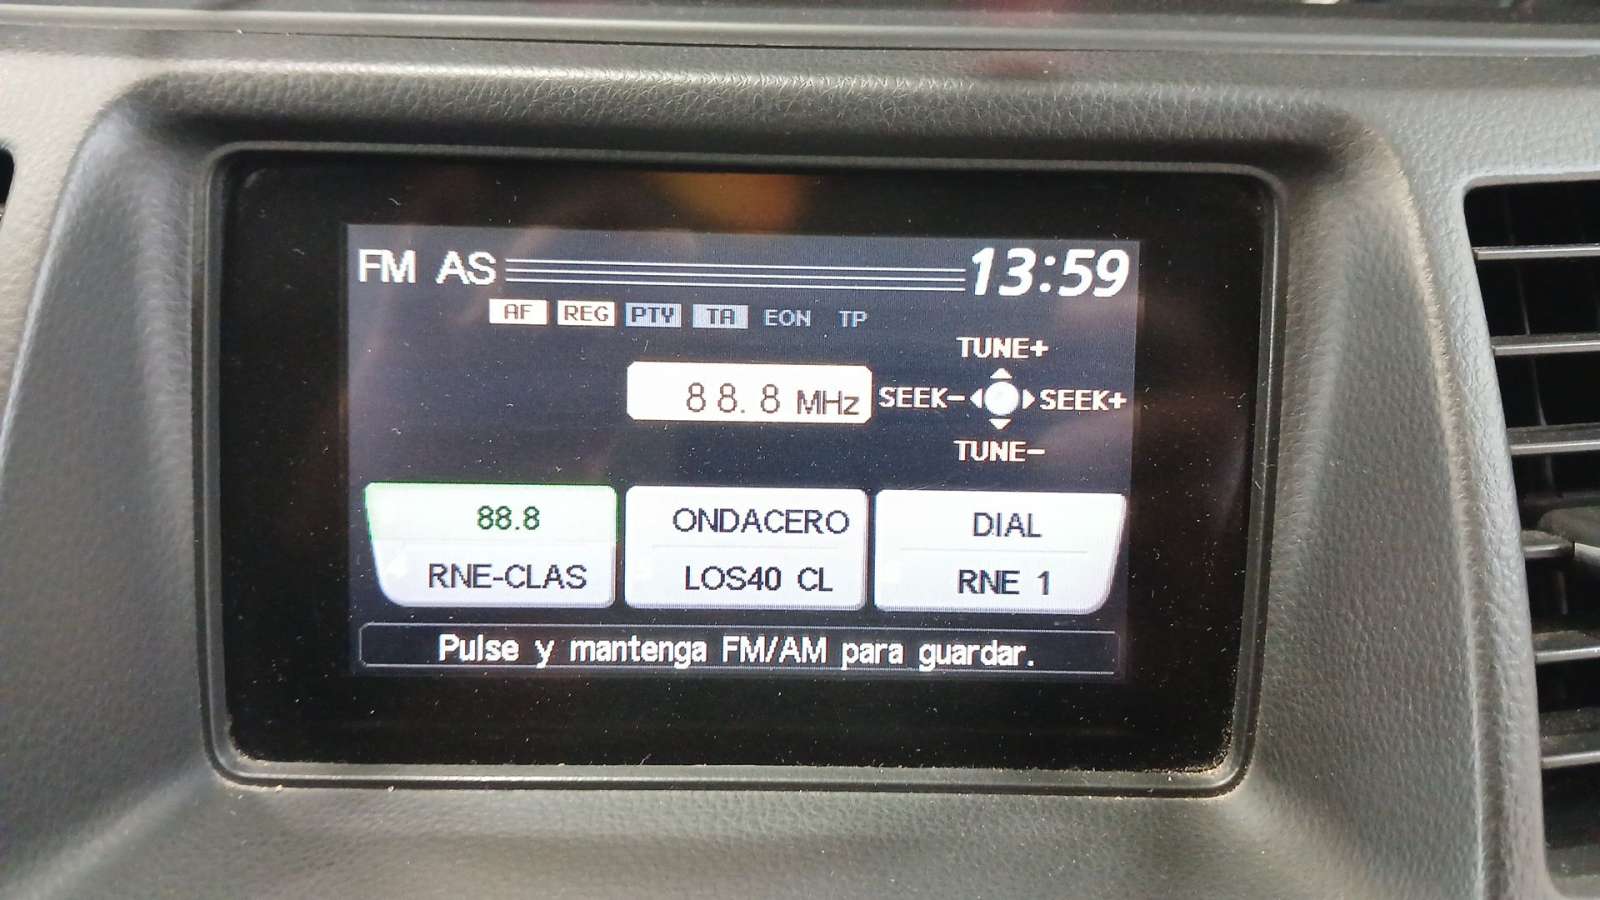 FM AS 13:59
AF REG PTY TA EON TP
TUNE+
88.8 MHz SEEK- SEEK+
TUNE-
88.8 ONDACERO DIAL
RNE-CLAS LOS40 CL RNE 1
Pulse y mantenga FM/AM para guardar.